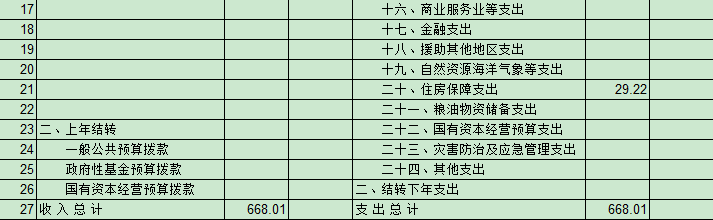 17 十六、商业服务业等支出
18 十七、金融支出
19 十八、援助其他地区支出
20 十九、自然资源海洋气象等支出
21 二十、住房保障支出 29.22
22 二十一、粮油物资储备支出
23 二、上年结转 二十二、国有资本经营预算支出
24 一般公共预算拨款 二十三、灾害防治及应急管理支出
25 政府性基金预算拨款 二十四、其他支出
26 国有资本经营预算拨款 二、结转下年支出
27 收 入 总 计 668.01 支 出 总 计 668.01